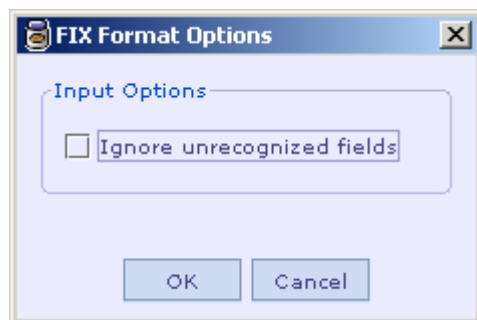 FIX Format Options
Input Options
Ignore unrecognized fields
OK Cancel